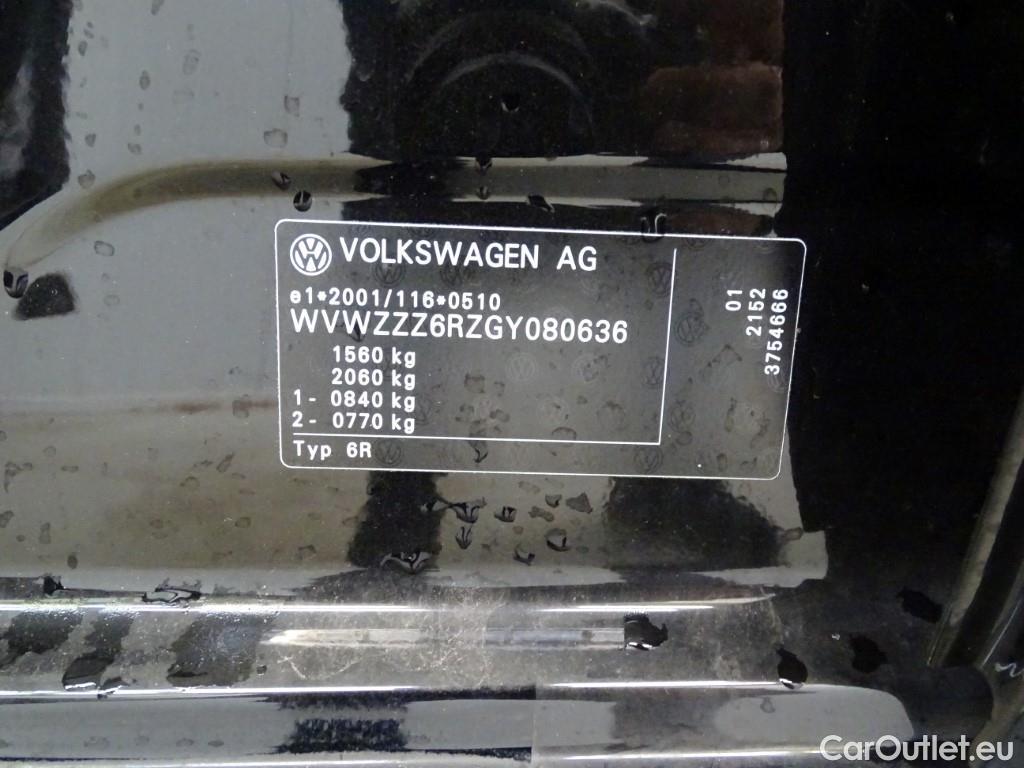 VOLKSWAGEN AG
e1*2001/116*0510
WVWZZZ6RZGY080636
1560 kg
2060 kg
1- 0840 kg
2- 0770 kg
Typ 6R
01
2152
3754666
CarOutlet.eu